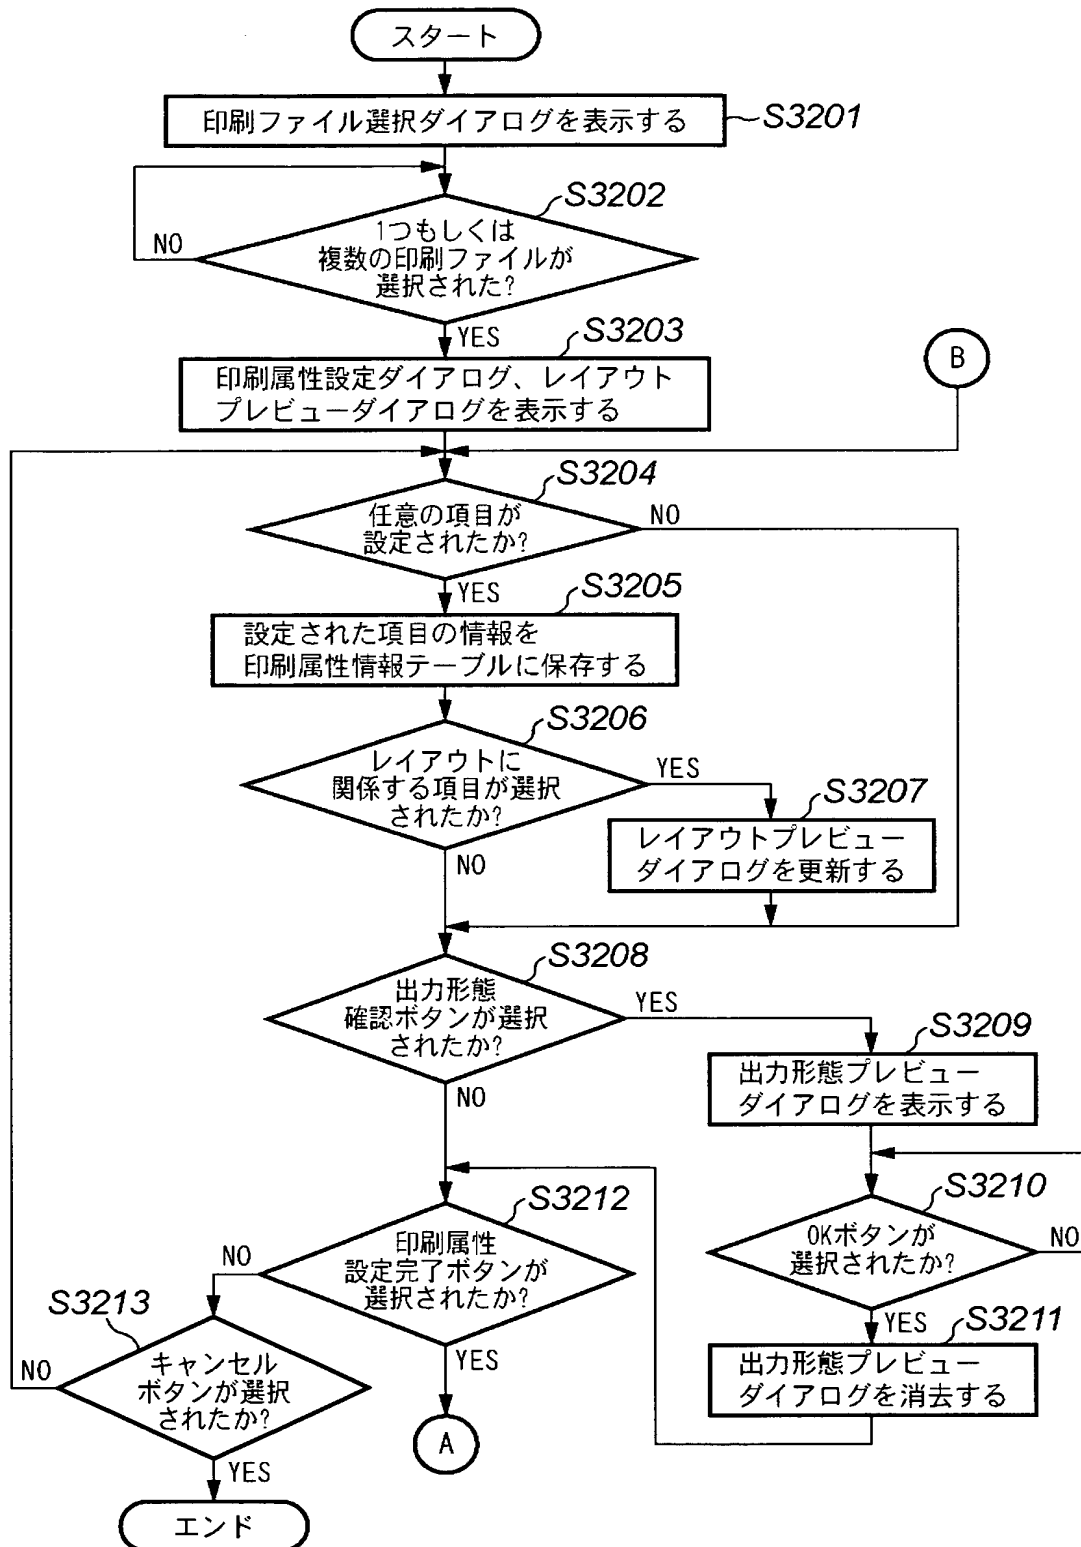 スタート
印刷ファイル選択ダイアログを表示する
S3201
S3202
1つもしくは
複数の印刷ファイルが
選択された?
NO
YES
S3203
印刷属性設定ダイアログ、レイアウト
プレビューダイアログを表示する
B
S3204
任意の項目が
設定されたか?
NO
YES
S3205
設定された項目の情報を
印刷属性情報テーブルに保存する
S3206
レイアウトに
関係する項目が選択
されたか?
YES
NO
S3207
レイアウトプレビュー
ダイアログを更新する
S3208
出力形態
確認ボタンが選択
されたか?
YES
NO
S3209
出力形態プレビュー
ダイアログを表示する
S3210
OKボタンが
選択されたか?
NO
YES
S3211
出力形態プレビュー
ダイアログを消去する
S3212
印刷属性
設定完了ボタンが
選択されたか?
NO
YES
A
S3213
キャンセル
ボタンが選択
されたか?
NO
YES
エンド